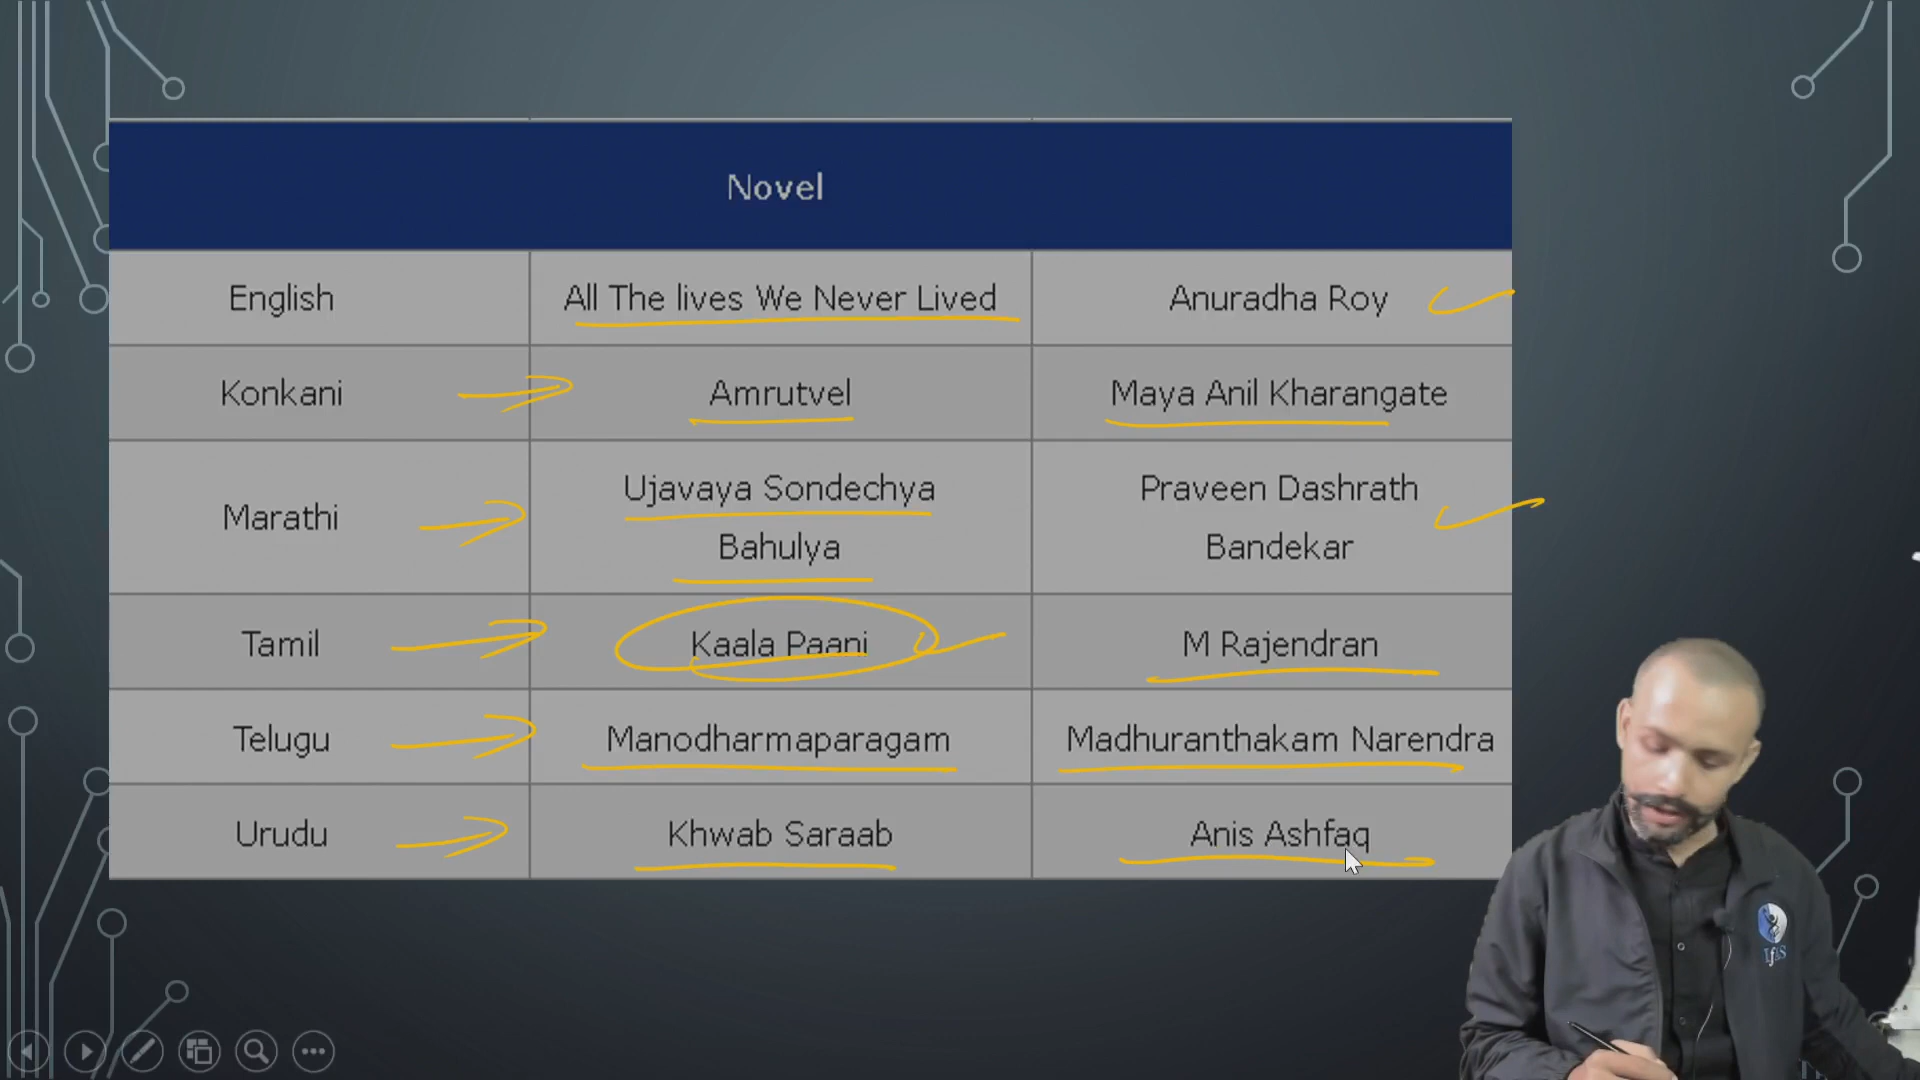 Novel
English All The lives We Never Lived Anuradha Roy
Konkani Amrutvel Maya Anil Kharangate
Marathi Ujavaya Sondechya Praveen Dashrath
Bahulya Bandekar
Tamil Kaala Paani M Rajendran
Telugu Manodharmaparagam Madhuranthakam Narendra
Urudu Khwab Saraab Anis Ashfaq
IfAS